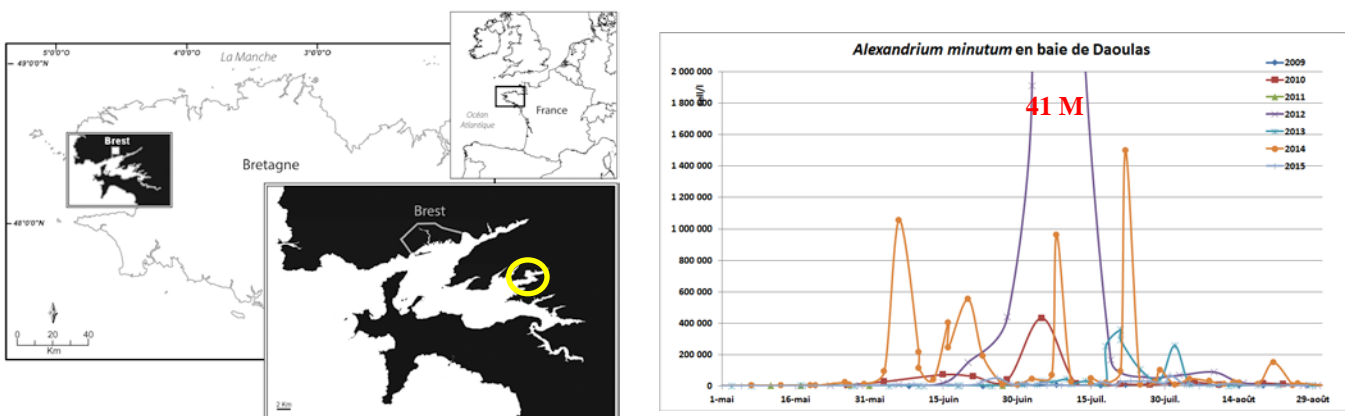 5°0'0"O
4°0'0"O
3°0'0"O
La Manche
49°0'0"N
48°0'0"N
Brest
Bretagne
0 20 40
Km
Océan
Atlantique
France
Brest
2 Km
Alexandrium minutum en baie de Daoulas
2 000 000
1 800 000
1 600 000
1 400 000
1 200 000
1 000 000
800 000
600 000
400 000
200 000
0
41 M
2009
2010
2011
2012
2013
2014
2015
1-mai
16-mai
31-mai
15-juin
30-juin
15-juil.
30-juil.
14-août
29-août